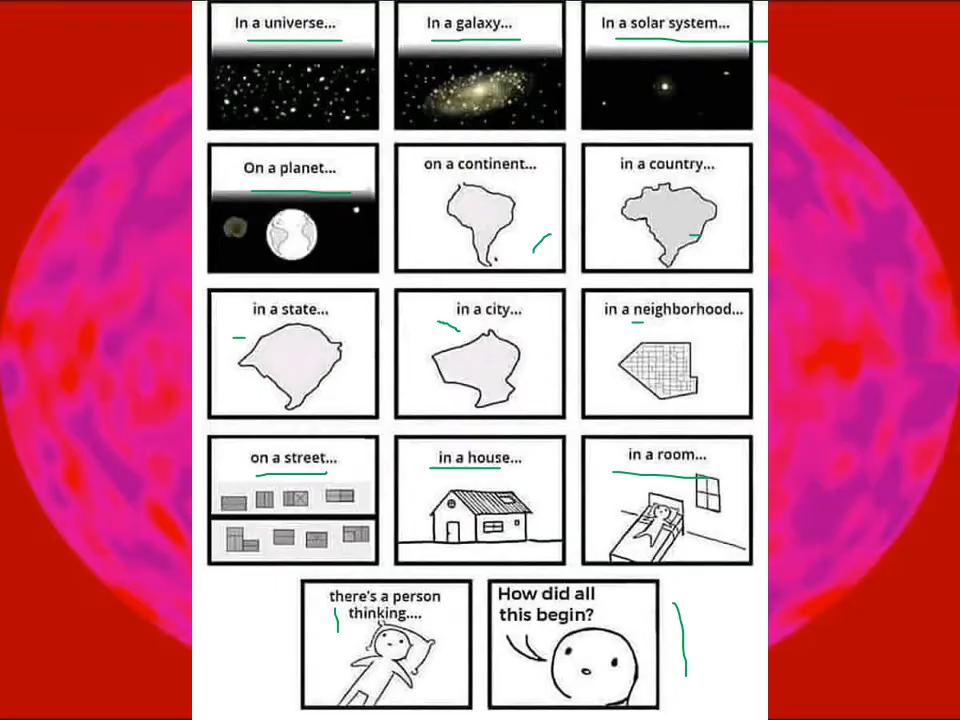 In a universe...
In a galaxy...
In a solar system...
On a planet...
on a continent...
in a country...
in a state...
in a city...
in a neighborhood...
on a street...
in a house...
in a room...
there's a person
thinking....
How did all
this begin?